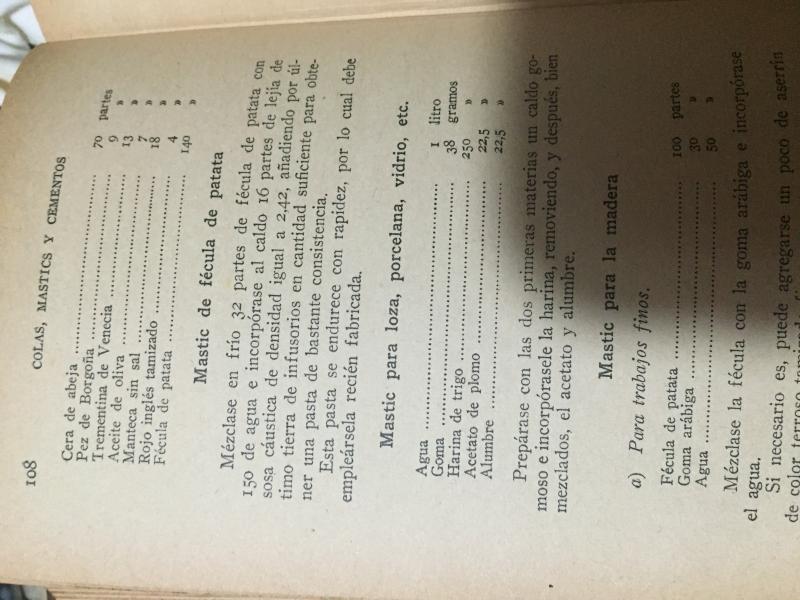 108 COLAS, MASTICS Y CEMENTOS
Cera de abeja ........ 70 partes
Pez de Borgoña ........ 9 »
Trementina de Venecia ........ 13 »
Aceite de oliva ........ 7 »
Manteca sin sal ........ 18 »
Rojo inglés tamizado ........ 4 »
Fécula de patata ........ 140 »
Mastic de fécula de patata
Mézclase en frío 32 partes de fécula de patata con
150 de agua e incorpórase al caldo 16 partes de lejía de
sosa cáustica de densidad igual a 2,42, añadiendo por úl-
timo tierra de infusorios en cantidad suficiente para obte-
ner una pasta de bastante consistencia.
Esta pasta se endurece con rapidez, por lo cual debe
empleársela recién fabricada.
Mastic para loza, porcelana, vidrio, etc.
Agua ........ 1 litro
Goma ........ 38 gramos
Harina de trigo ........ 250 »
Acetato de plomo ........ 22,5 »
Alumbre ........ 22,5 »
Prepárase con las dos primeras materias un caldo go-
moso e incorpórasele la harina, removiendo, y después, bien
mezclados, el acetato y alumbre.
Mastic para la madera
a) Para trabajos finos.
Fécula de patata ........ 100 partes
Goma arábiga ........ 30 »
Agua ........ 50 »
Mézclase la fécula con la goma arábiga e incorpórase
el agua.
Si necesario es, puede agregarse un poco de aserrín
de color terroso